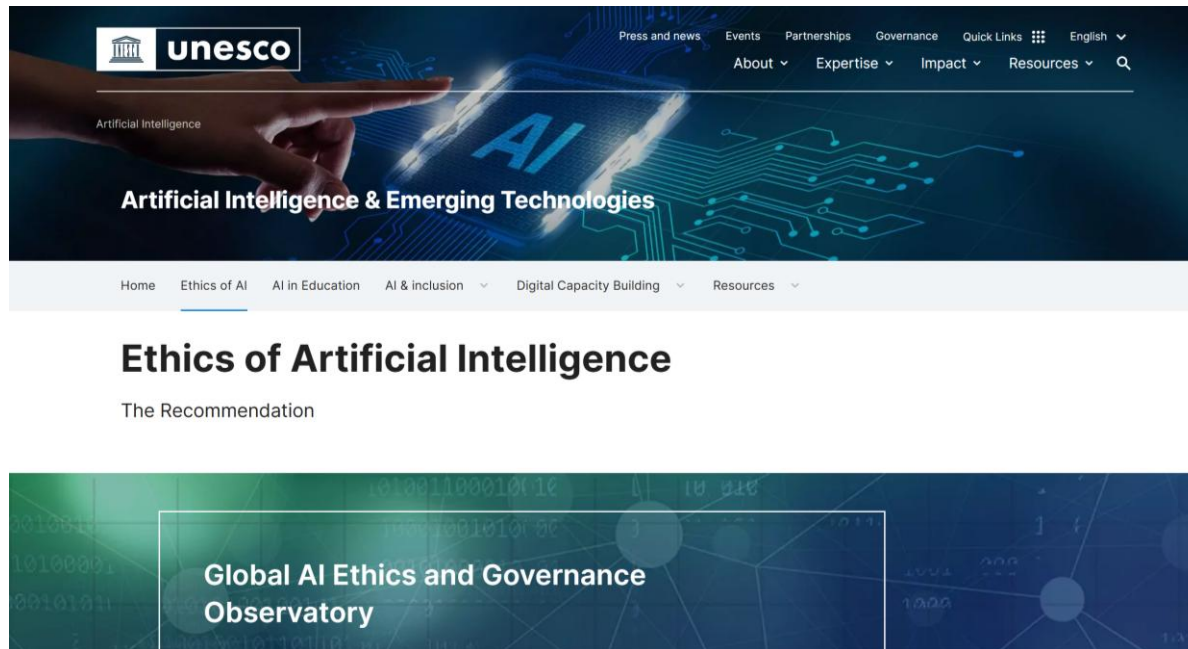 unesco
Press and news Events Partnerships Governance Quick Links English
About Expertise Impact Resources
Artificial Intelligence
AI
Artificial Intelligence & Emerging Technologies
Home Ethics of AI AI in Education AI & inclusion Digital Capacity Building Resources
Ethics of Artificial Intelligence
The Recommendation
Global AI Ethics and Governance
Observatory